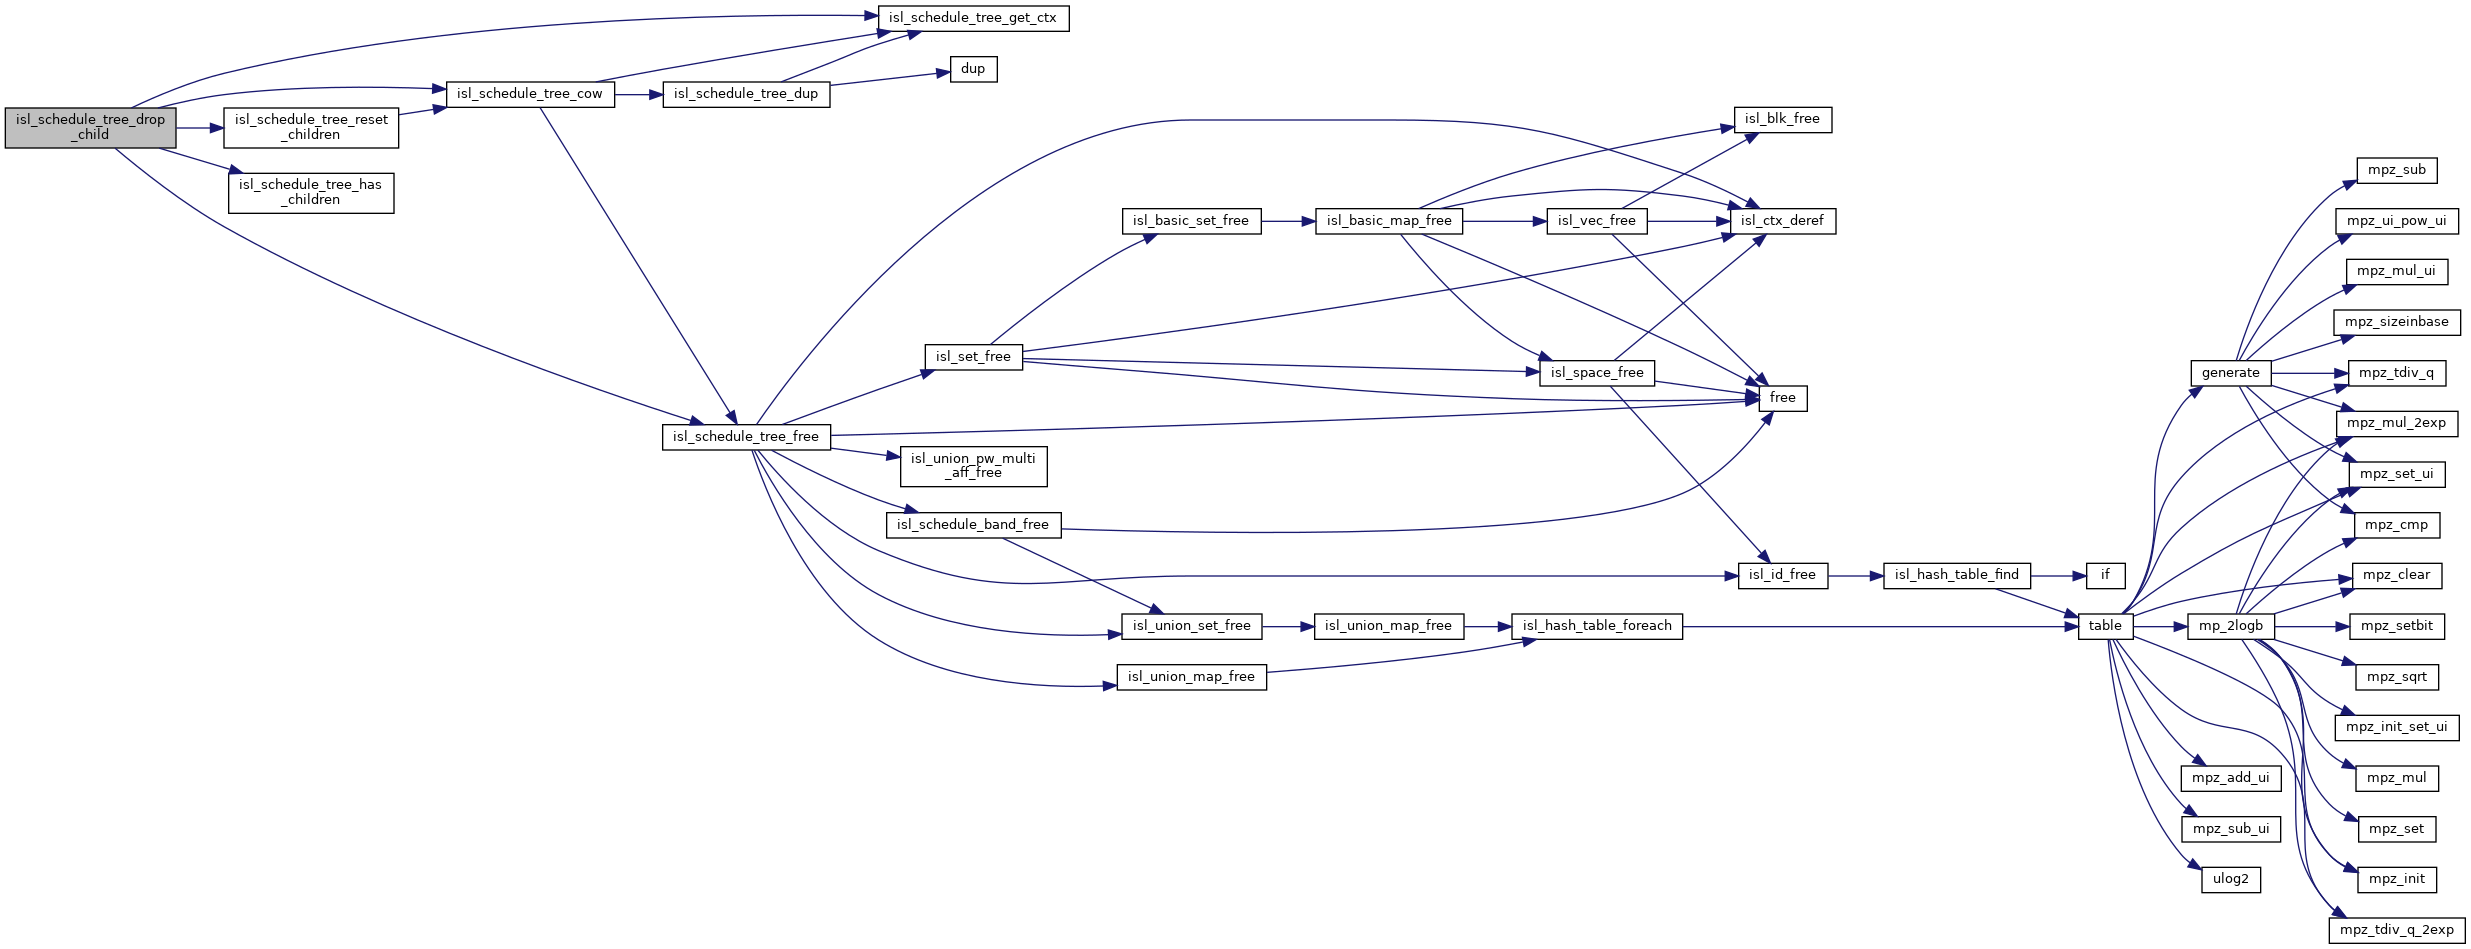 isl_schedule_tree_drop
_child
isl_schedule_tree_reset
_children
isl_schedule_tree_has
_children
isl_schedule_tree_cow
isl_schedule_tree_dup
isl_schedule_tree_get_ctx
dup
isl_schedule_tree_free
isl_set_free
isl_union_pw_multi
_aff_free
isl_schedule_band_free
isl_basic_set_free
isl_union_set_free
isl_union_map_free
isl_basic_map_free
isl_union_map_free
isl_vec_free
isl_space_free
isl_hash_table_foreach
isl_blk_free
isl_ctx_deref
free
isl_id_free
isl_hash_table_find
if
table
generate
mp_2logb
mpz_add_ui
mpz_sub_ui
ulog2
mpz_sub
mpz_ui_pow_ui
mpz_mul_ui
mpz_sizeinbase
mpz_tdiv_q
mpz_mul_2exp
mpz_set_ui
mpz_cmp
mpz_clear
mpz_setbit
mpz_sqrt
mpz_init_set_ui
mpz_mul
mpz_set
mpz_init
mpz_tdiv_q_2exp